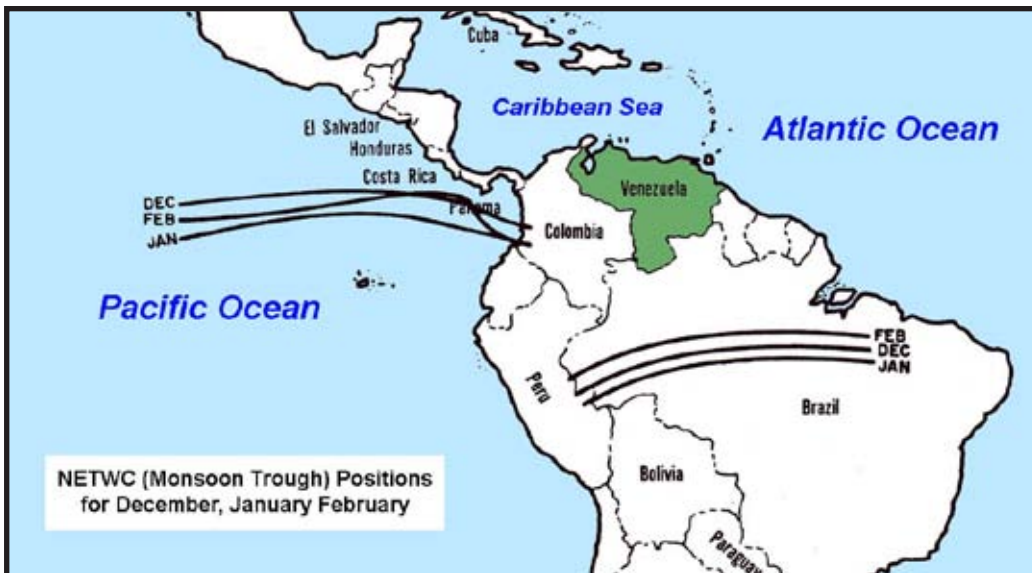 Cuba
Caribbean Sea
Atlantic Ocean
El Salvador
Honduras
Costa Rica
Venezuela
DEC
FEB
JAN
Panama
Colombia
Pacific Ocean
FEB
DEC
JAN
Peru
Brazil
Bolivia
NETWC (Monsoon Trough) Positions
for December, January February
Paraguay